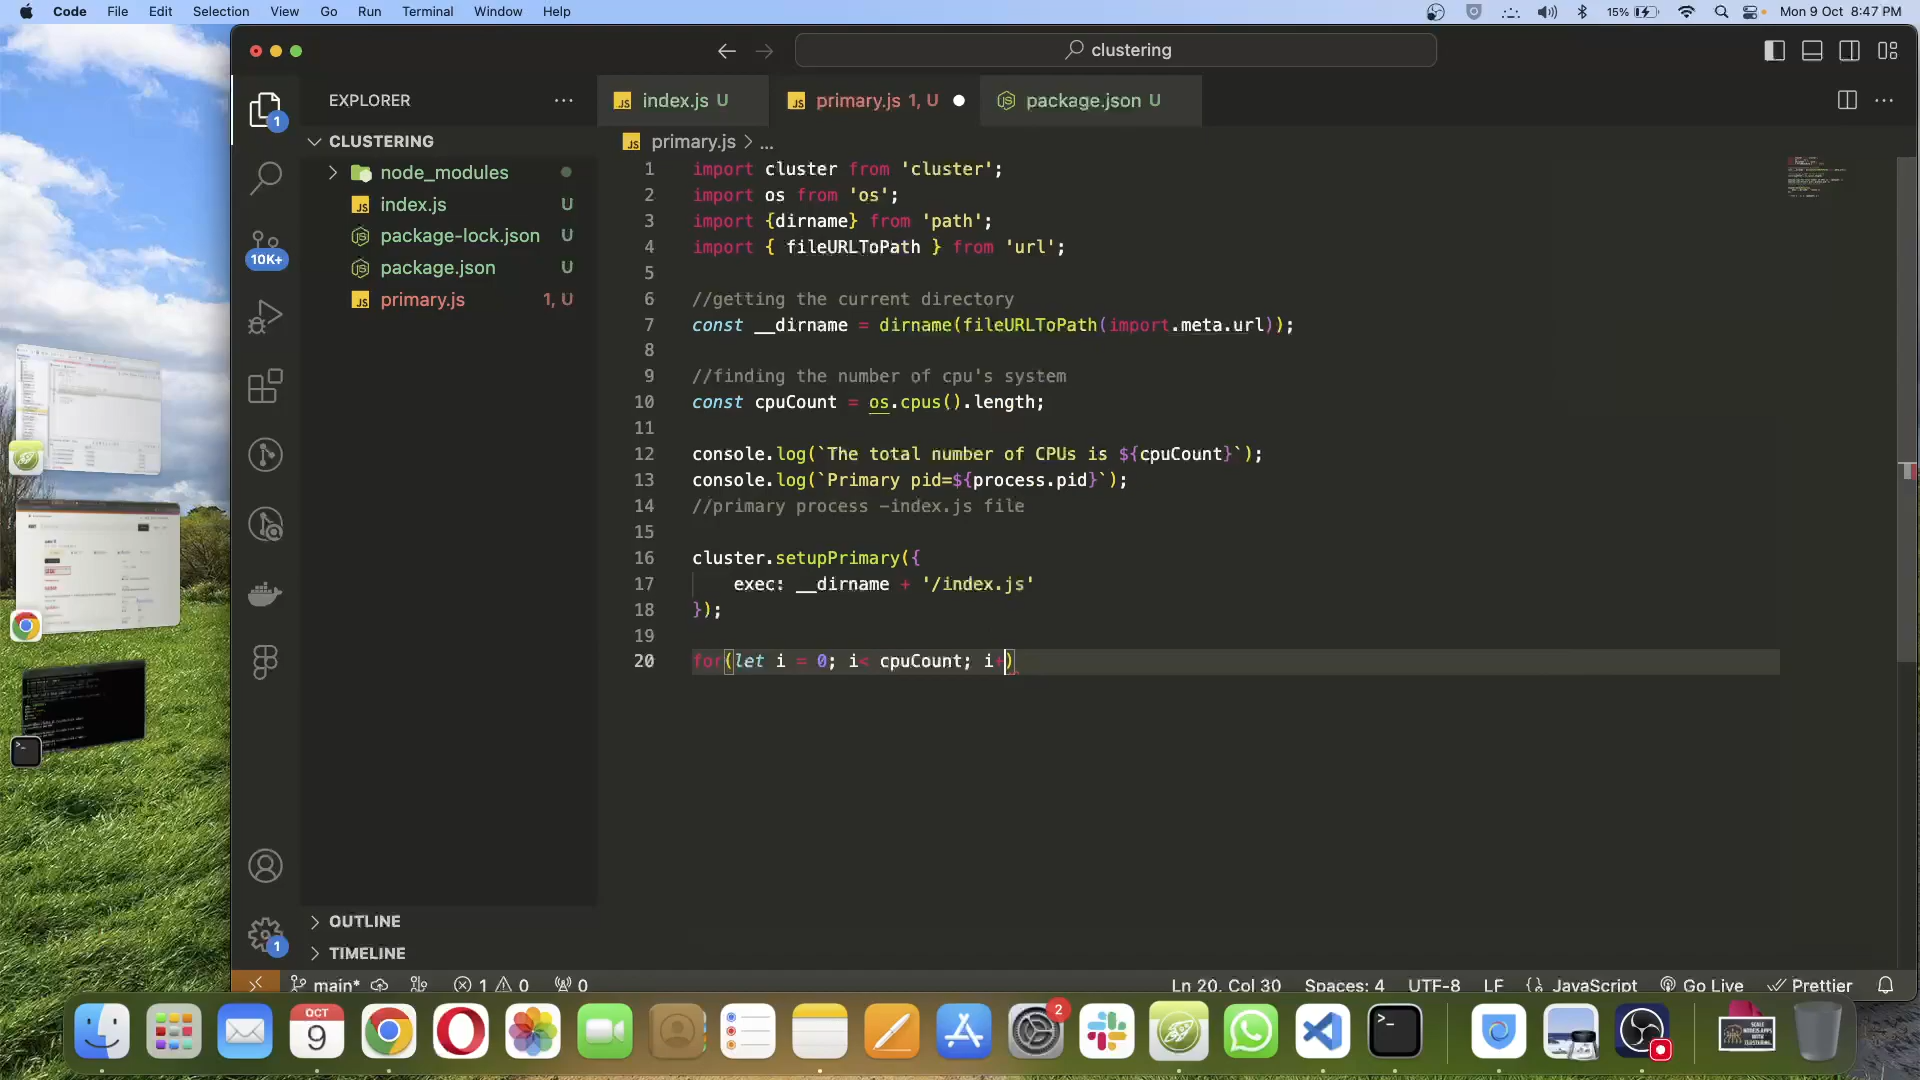 Code File Edit Selection View Go Run Terminal Window Help 15% Mon 9 Oct 8:47 PM
clustering
EXPLORER
CLUSTERING
node_modules
index.js U
package-lock.json U
package.json U
primary.js 1, U
OUTLINE
TIMELINE
1
10K+
1
index.js U
primary.js 1, U
package.json U
primary.js > ...
1 import cluster from 'cluster';
2 import os from 'os';
3 import {dirname} from 'path';
4 import { fileURLToPath } from 'url';
5
6 //getting the current directory
7 const __dirname = dirname(fileURLToPath(import.meta.url));
8
9 //finding the number of cpu's system
10 const cpuCount = os.cpus().length;
11
12 console.log(`The total number of CPUs is ${cpuCount}`);
13 console.log(`Primary pid=${process.pid}`);
14 //primary process -index.js file
15
16 cluster.setupPrimary({
17 exec: __dirname + '/index.js'
18 });
19
20 for(let i = 0; i< cpuCount; i+)
main* 1 0 0 Ln 20, Col 30 Spaces: 4 UTF-8 LF JavaScript Go Live Prettier
OCT
9
2